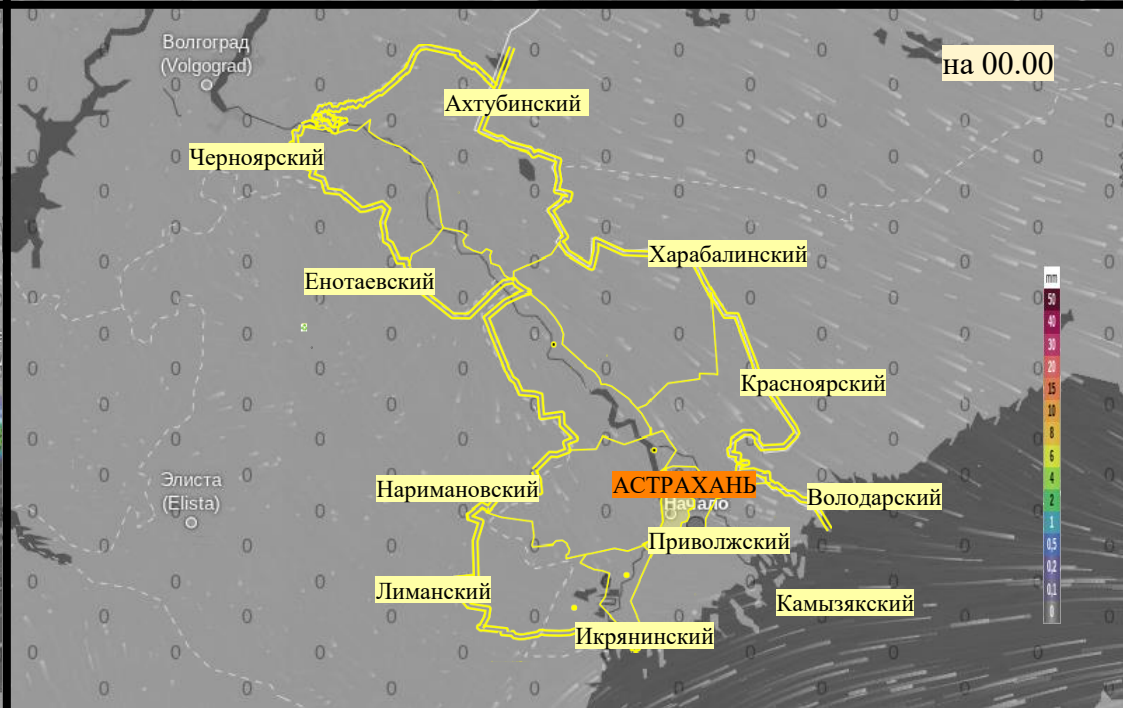 Волгоград
(Volgograd)
на 00.00
Ахтубинский
Черноярский
Харабалинский
Енотаевский
mm
50
40
30
20
15
10
8
6
4
2
1
0,5
0,2
0,1
0
Красноярский
Элиста
(Elista)
Наримановский
АСТРАХАНЬ
Начало
Володарский
Приволжский
Лиманский
Камызякский
Икрянинский